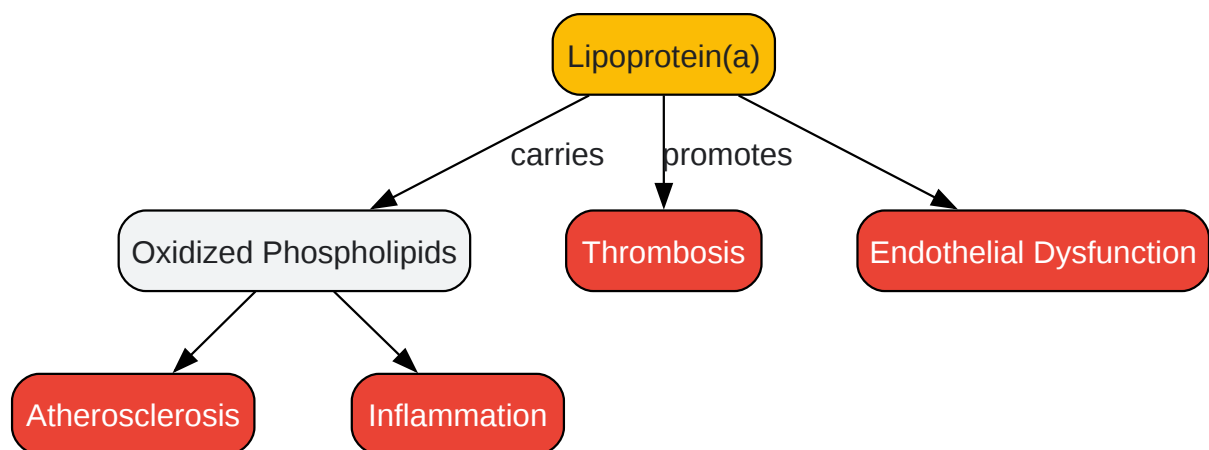 Lipoprotein(a)
carries
promotes
Oxidized Phospholipids
Thrombosis
Endothelial Dysfunction
Atherosclerosis
Inflammation